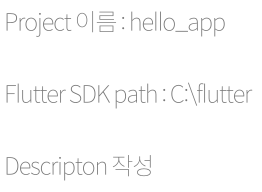 Project 이름 : hello_app
Flutter SDK path : C:\flutter
Descripton 작성